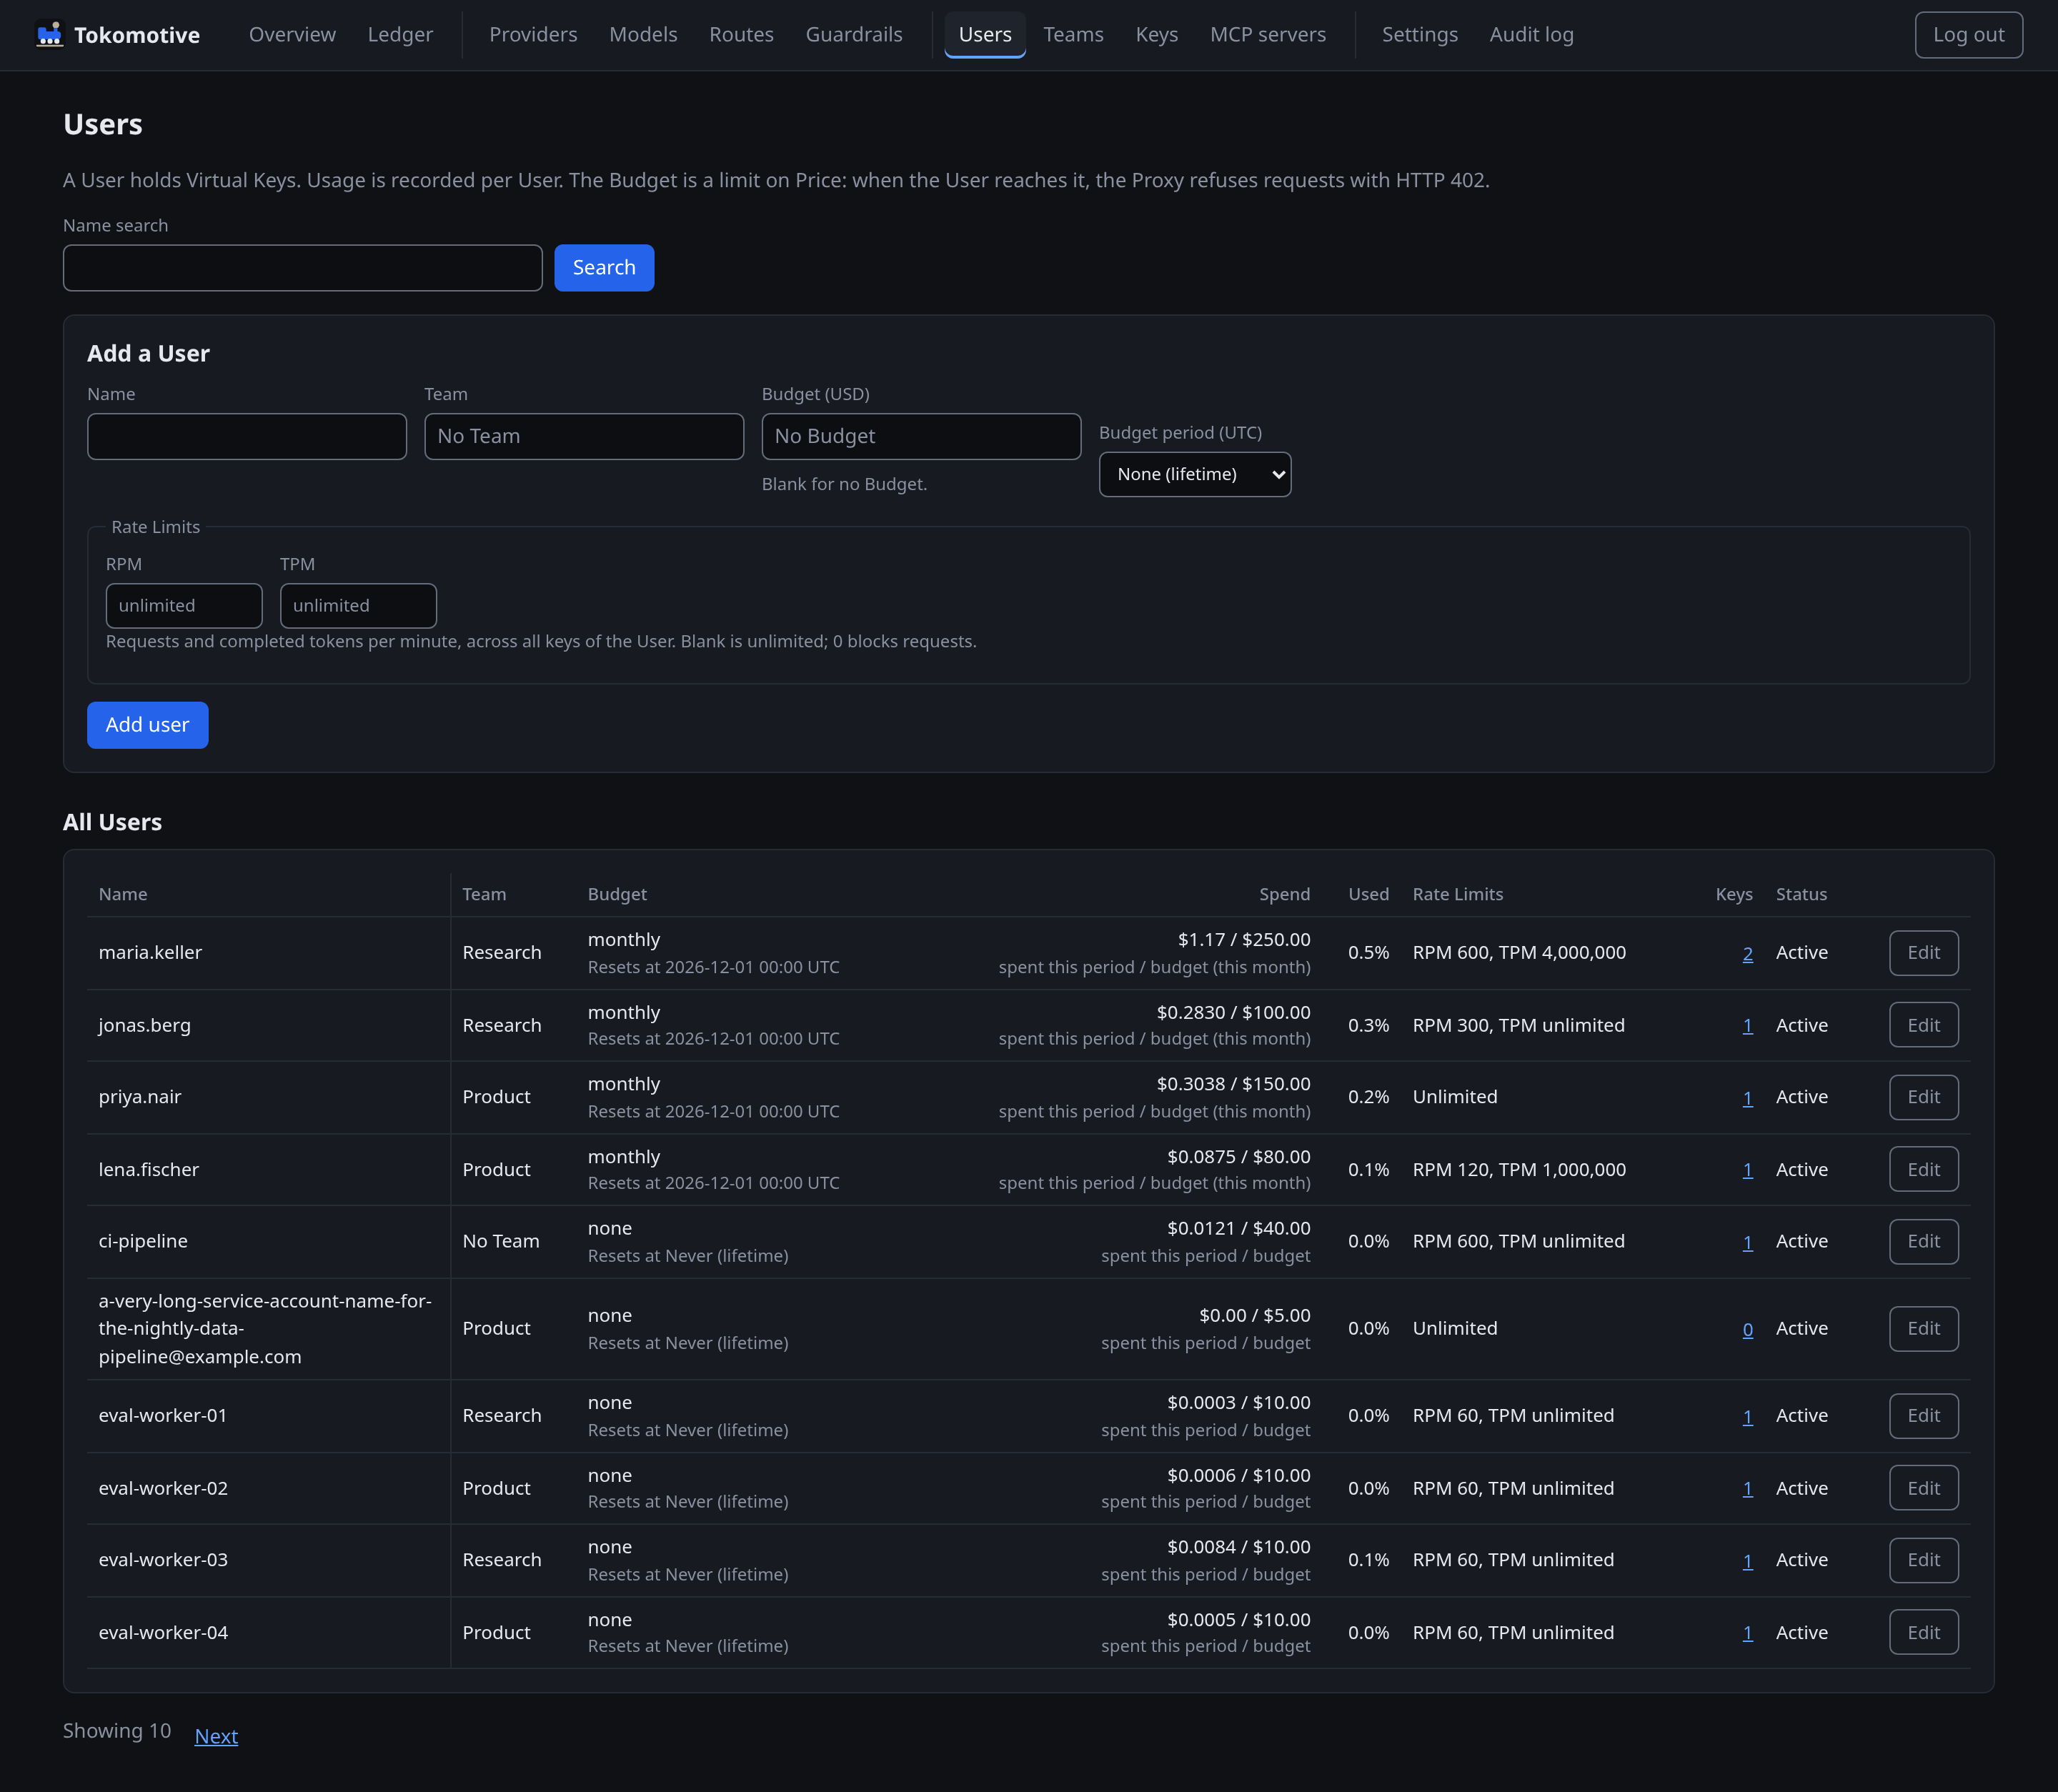 Tokomotive Overview Ledger Providers Models Routes Guardrails Users Teams Keys MCP servers Settings Audit log Log out
Users
A User holds Virtual Keys. Usage is recorded per User. The Budget is a limit on Price: when the User reaches it, the Proxy refuses requests with HTTP 402.
Name search
Search
Add a User
Name Team Budget (USD) Budget period (UTC)
No Team No Budget None (lifetime)
Blank for no Budget.
Rate Limits
RPM TPM
unlimited unlimited
Requests and completed tokens per minute, across all keys of the User. Blank is unlimited; 0 blocks requests.
Add user
All Users
Name Team Budget Spend Used Rate Limits Keys Status
maria.keller Research monthly $1.17 / $250.00 0.5% RPM 600, TPM 4,000,000 2 Active Edit
Resets at 2026-12-01 00:00 UTC spent this period / budget (this month)
jonas.berg Research monthly $0.2830 / $100.00 0.3% RPM 300, TPM unlimited 1 Active Edit
Resets at 2026-12-01 00:00 UTC spent this period / budget (this month)
priya.nair Product monthly $0.3038 / $150.00 0.2% Unlimited 1 Active Edit
Resets at 2026-12-01 00:00 UTC spent this period / budget (this month)
lena.fischer Product monthly $0.0875 / $80.00 0.1% RPM 120, TPM 1,000,000 1 Active Edit
Resets at 2026-12-01 00:00 UTC spent this period / budget (this month)
ci-pipeline No Team none $0.0121 / $40.00 0.0% RPM 600, TPM unlimited 1 Active Edit
Resets at Never (lifetime) spent this period / budget
a-very-long-service-account-name-for-
the-nightly-data-
pipeline@example.com Product none $0.00 / $5.00 0.0% Unlimited 0 Active Edit
Resets at Never (lifetime) spent this period / budget
eval-worker-01 Research none $0.0003 / $10.00 0.0% RPM 60, TPM unlimited 1 Active Edit
Resets at Never (lifetime) spent this period / budget
eval-worker-02 Product none $0.0006 / $10.00 0.0% RPM 60, TPM unlimited 1 Active Edit
Resets at Never (lifetime) spent this period / budget
eval-worker-03 Research none $0.0084 / $10.00 0.1% RPM 60, TPM unlimited 1 Active Edit
Resets at Never (lifetime) spent this period / budget
eval-worker-04 Product none $0.0005 / $10.00 0.0% RPM 60, TPM unlimited 1 Active Edit
Resets at Never (lifetime) spent this period / budget
Showing 10 Next